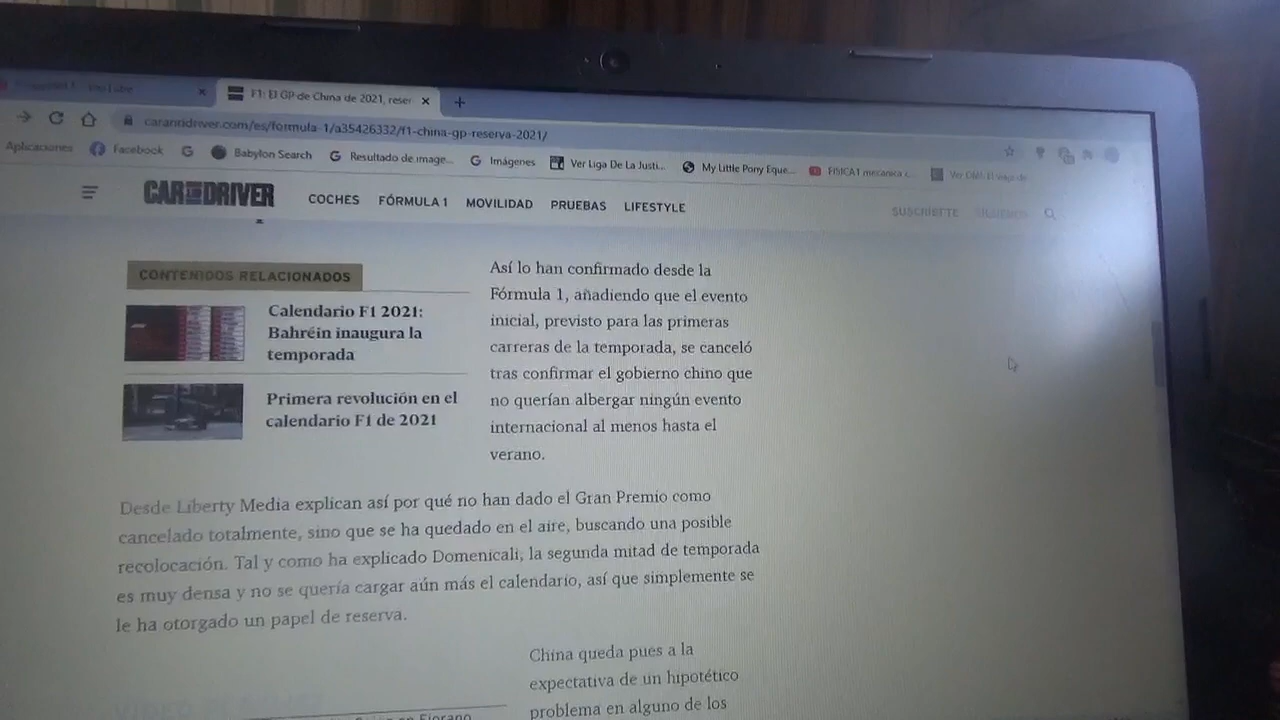 F1: El GP de China de 2021, reser
caranddriver.com/es/formula-1/a35426332/f1-china-gp-reserva-2021/
Aplicaciones Facebook G Babylon Search Resultado de image... Imágenes Ver Liga De La Justi... My Little Pony Eque... FISICA 1 mecanica c...
CAR AND DRIVER COCHES FÓRMULA 1 MOVILIDAD PRUEBAS LIFESTYLE SUSCRÍBETE
CONTENIDOS RELACIONADOS
Calendario F1 2021:
Bahréin inaugura la
temporada
Primera revolución en el
calendario F1 de 2021
Así lo han confirmado desde la
Fórmula 1, añadiendo que el evento
inicial, previsto para las primeras
carreras de la temporada, se canceló
tras confirmar el gobierno chino que
no querían albergar ningún evento
internacional al menos hasta el
verano.
Desde Liberty Media explican así por qué no han dado el Gran Premio como
cancelado totalmente, sino que se ha quedado en el aire, buscando una posible
recolocación. Tal y como ha explicado Domenicali, la segunda mitad de temporada
es muy densa y no se quería cargar aún más el calendario, así que simplemente se
le ha otorgado un papel de reserva.
China queda pues a la
expectativa de un hipotético
problema en alguno de los
en Fiorano